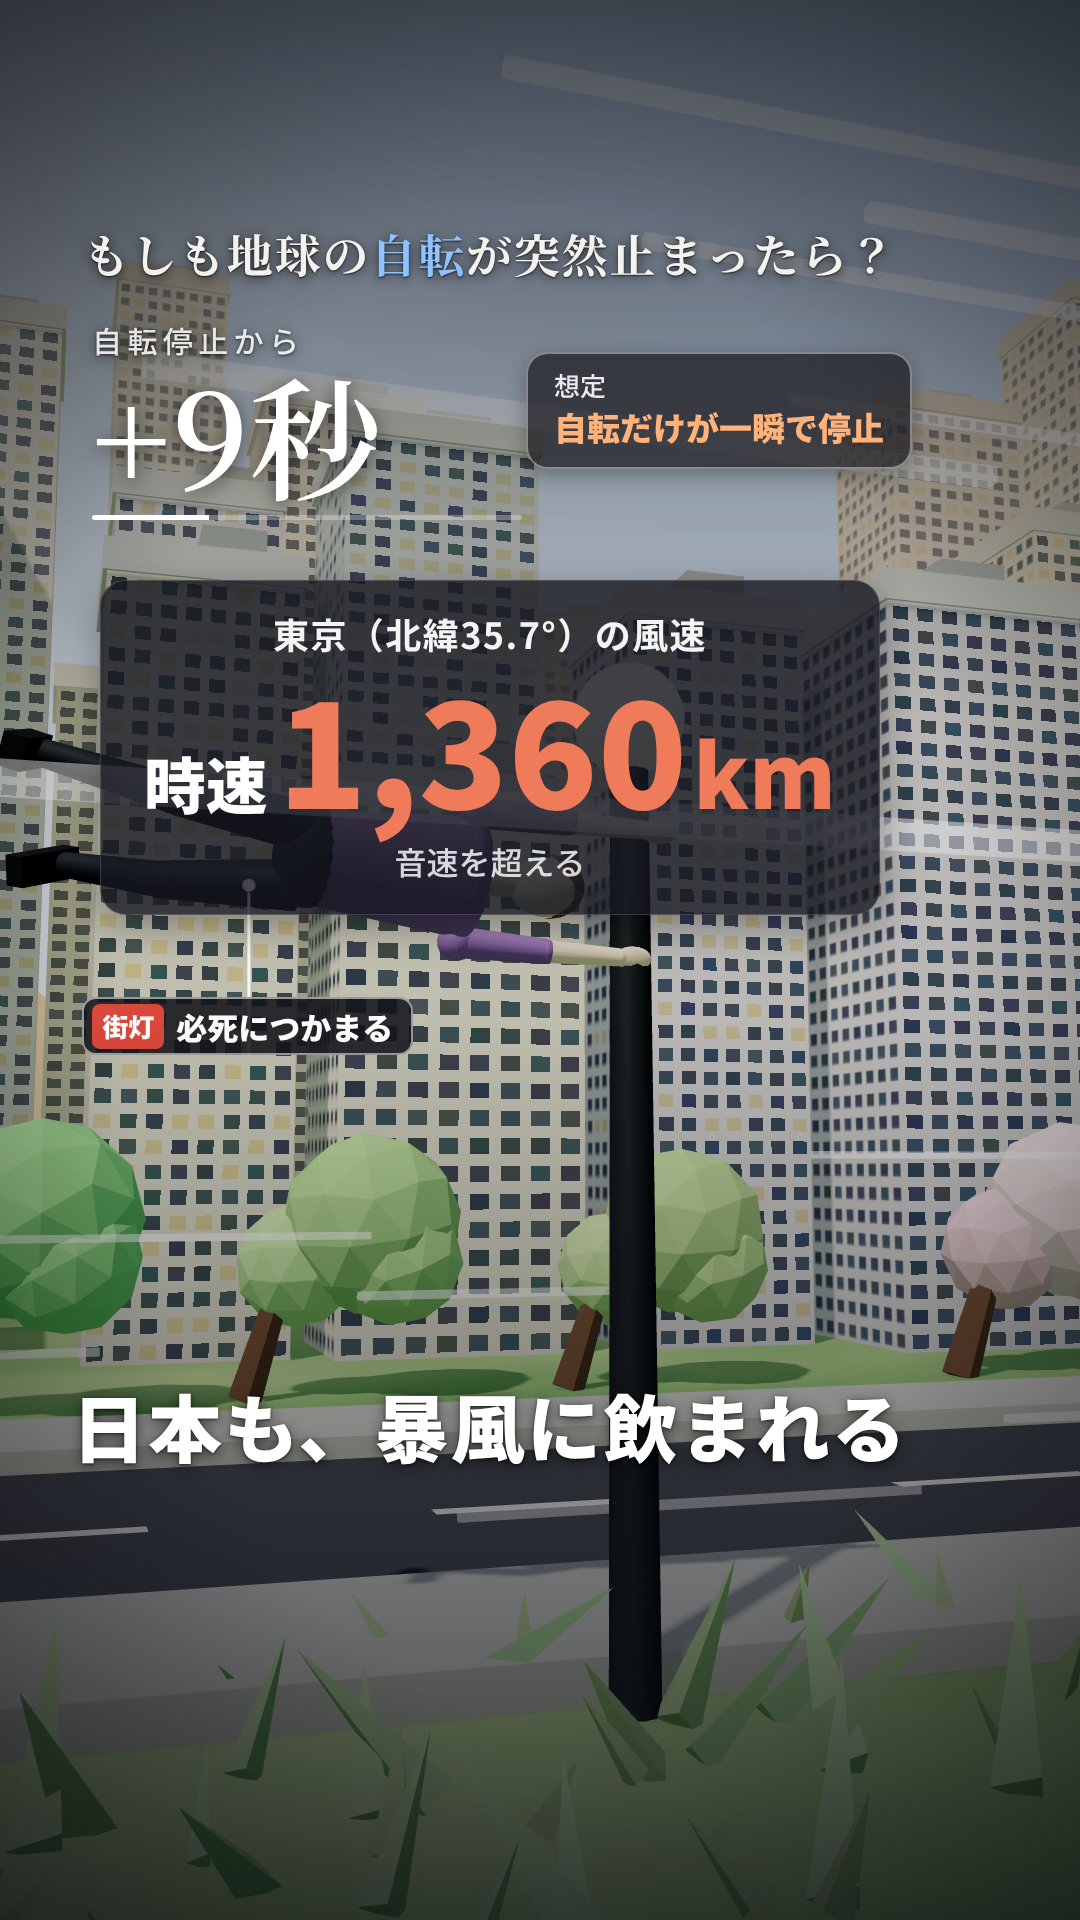 もしも地球の自転が突然止まったら？
自転停止から
+9秒
想定
自転だけが一瞬で停止
東京（北緯35.7°）の風速
時速1,360km
音速を超える
街灯 必死につかまる
日本も、暴風に飲まれる